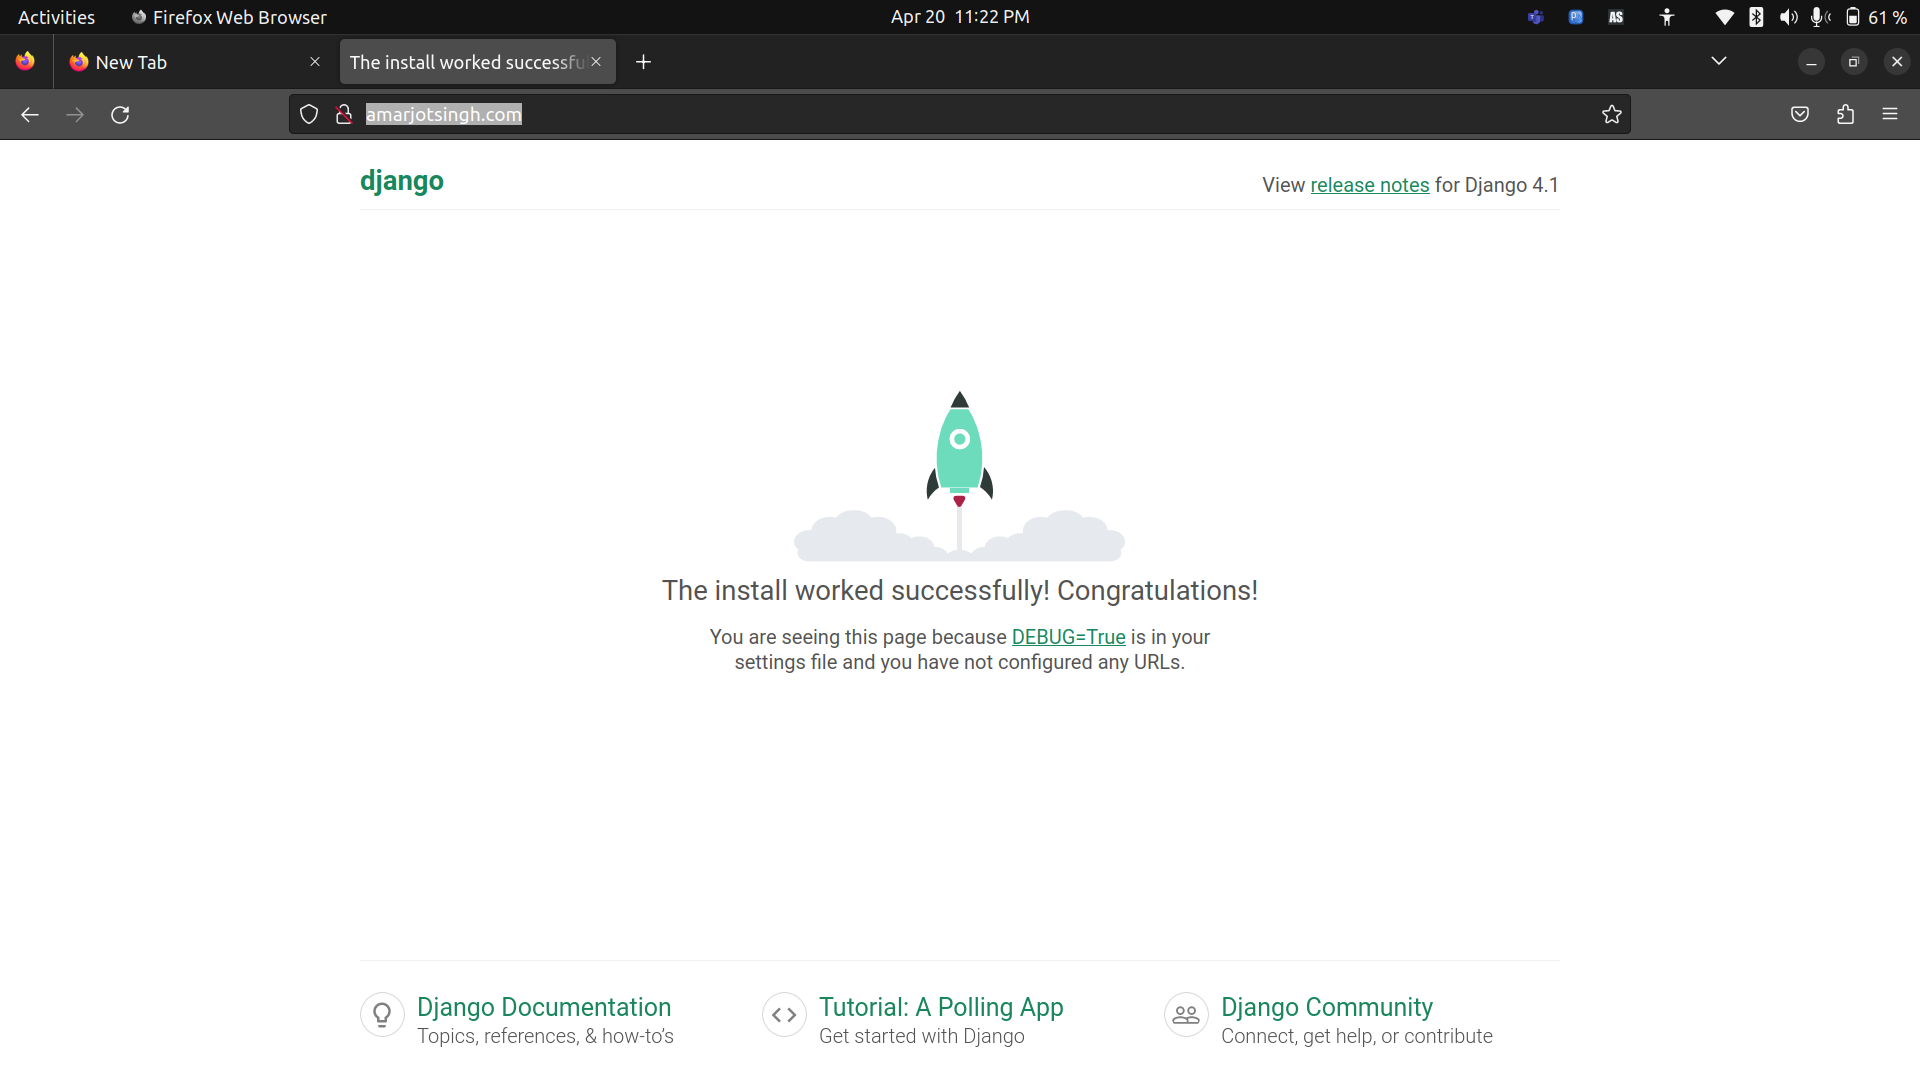 Activities Firefox Web Browser Apr 20 11:22 PM AS 61 %
New Tab The install worked successfu
amarjotsingh.com
django View release notes for Django 4.1
The install worked successfully! Congratulations!
You are seeing this page because DEBUG=True is in your
settings file and you have not configured any URLs.
Django Documentation Tutorial: A Polling App Django Community
Topics, references, & how-to’s Get started with Django Connect, get help, or contribute